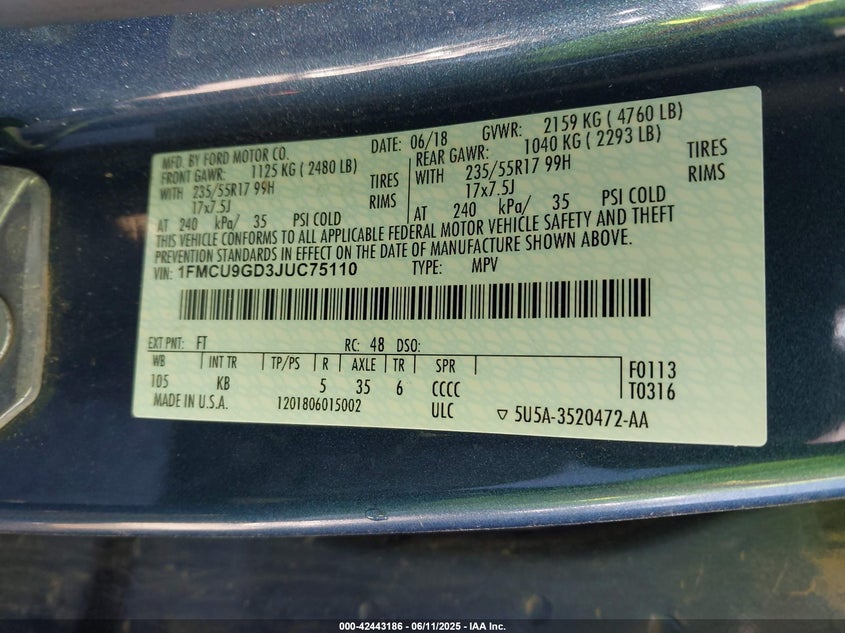 MFD. BY FORD MOTOR CO. DATE: 06/18 GVWR: 2159 KG ( 4760 LB)
FRONT GAWR: 1125 KG ( 2480 LB) REAR GAWR: 1040 KG ( 2293 LB)
WITH 235/55R17 99H TIRES WITH 235/55R17 99H TIRES
17x7.5J RIMS 17x7.5J RIMS
AT 240 kPa/ 35 PSI COLD AT 240 kPa/ 35 PSI COLD
THIS VEHICLE CONFORMS TO ALL APPLICABLE FEDERAL MOTOR VEHICLE SAFETY AND THEFT
PREVENTION STANDARDS IN EFFECT ON THE DATE OF MANUFACTURE SHOWN ABOVE.
VIN: 1FMCU9GD3JUC75110 TYPE: MPV
EXT PNT: FT RC: 48 DSO:
WB INT TR TP/PS R AXLE TR SPR F0113
105 KB 5 35 6 CCCC T0316
MADE IN U.S.A. 1201806015002 ULC ▽ 5U5A-3520472-AA
000-42443186 - 06/11/2025 - IAA Inc.